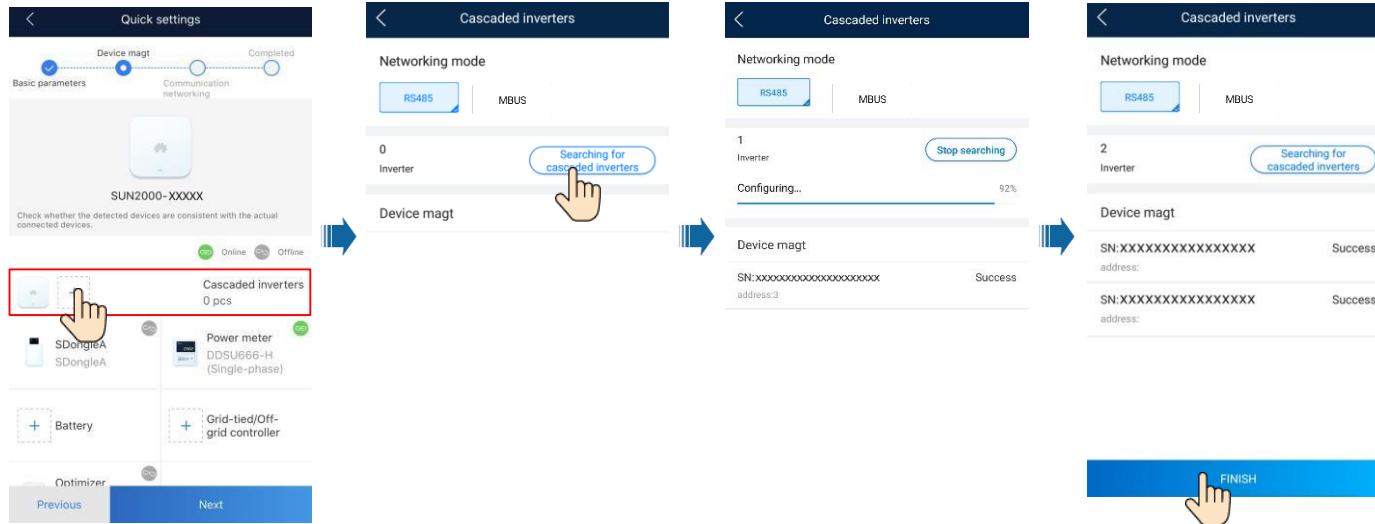 Quick settings
Device magt
Completed
Basic parameters
Communication
networking
SUN2000-XXXXX
Check whether the detected devices are consistent with the actual
connected devices.
Online
Offline
Cascaded inverters
0 pcs
SDongleA
SDongleA
Power meter
DDSU666-H
(Single-phase)
+ Battery
+ Grid-tied/Off-
grid controller
Optimizer
Previous
Next
Cascaded inverters
Networking mode
RS485
MBUS
0
Inverter
Searching for
cascaded inverters
Device magt
Cascaded inverters
Networking mode
RS485
MBUS
1
Inverter
Stop searching
Configuring...
92%
Device magt
SN:xxxxxxxxxxxxxxxxxxxxx
Success
address:3
Cascaded inverters
Networking mode
RS485
MBUS
2
Inverter
Searching for
cascaded inverters
Device magt
SN:XXXXXXXXXXXXXXXXX
Success
address:
SN:XXXXXXXXXXXXXXXXX
Success
address:
FINISH